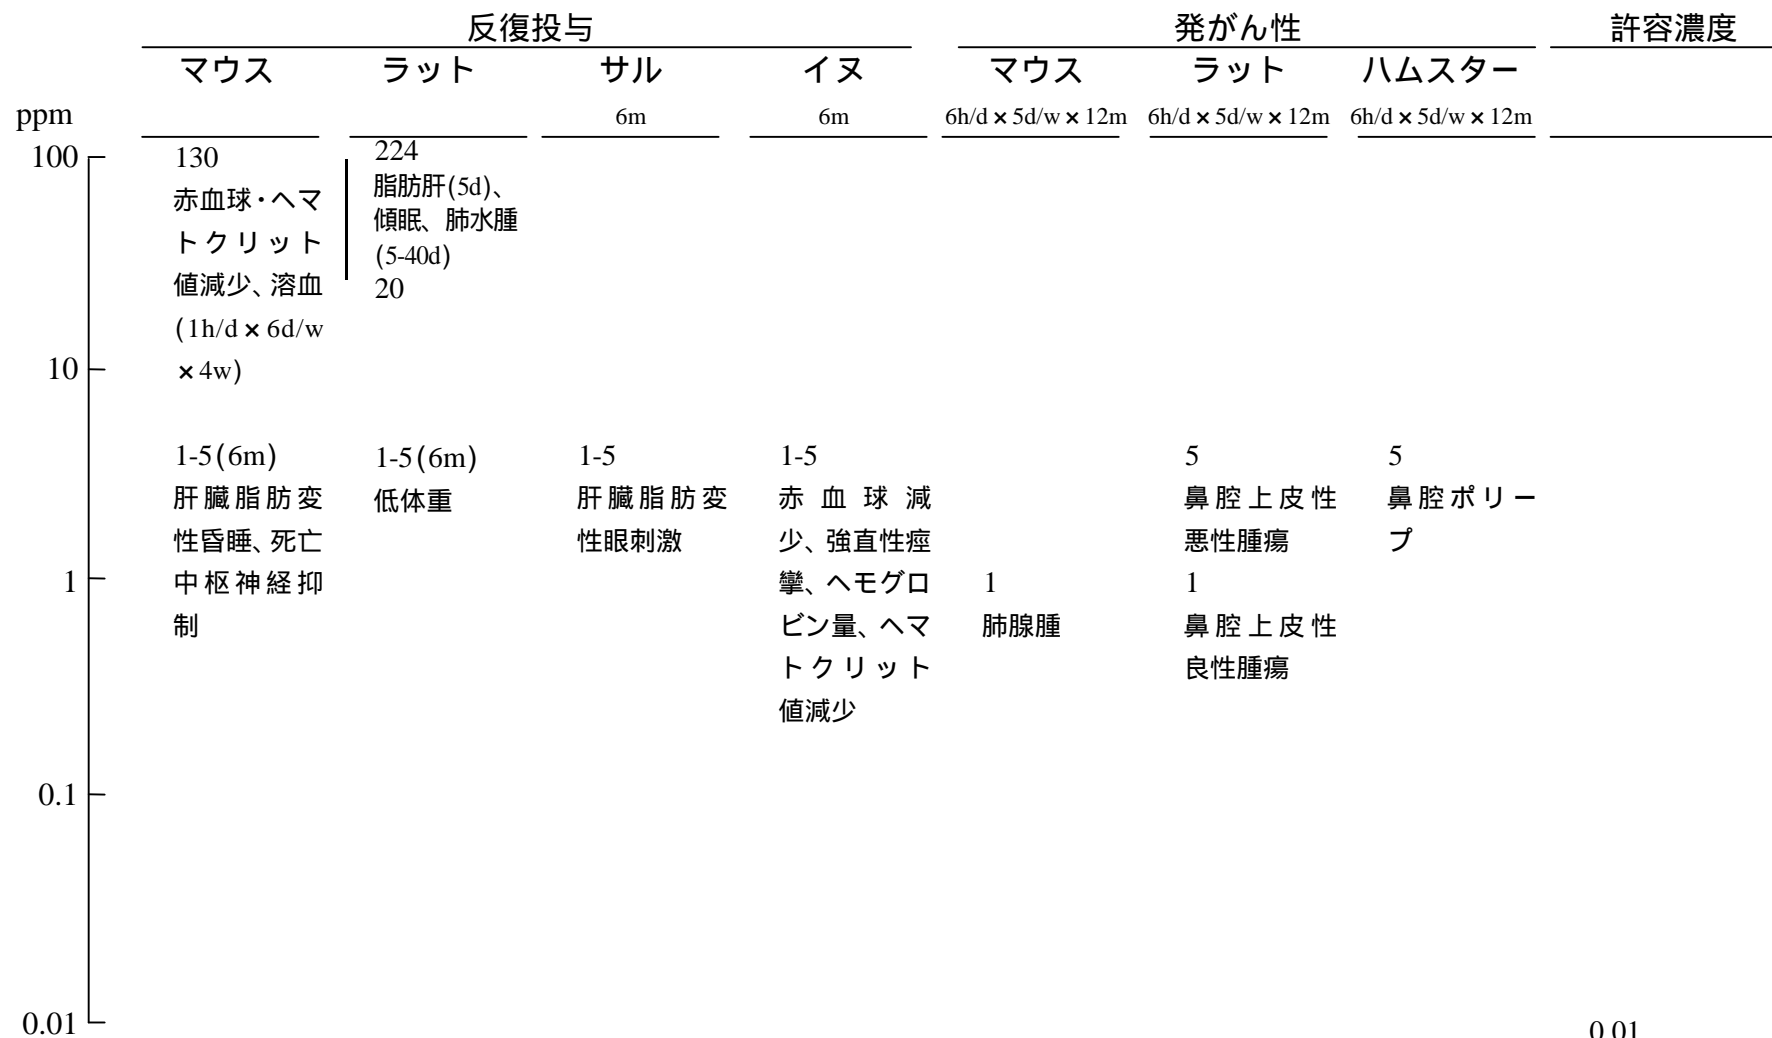 反復投与
発がん性
許容濃度
マウス
ラット
サル
イヌ
マウス
ラット
ハムスター
ppm
6m
6m
6h/d×5d/w×12m
6h/d×5d/w×12m
6h/d×5d/w×12m
100
10
1
0.1
0.01
130
赤血球・ヘマ
トクリット
値減少、溶血
(1h/d×6d/w
×4w)
1-5(6m)
肝臓脂肪変
性昏睡、死亡
中枢神経抑
制
224
脂肪肝(5d)、
傾眠、肺水腫
(5-40d)
20
1-5(6m)
低体重
1-5
肝臓脂肪変
性眼刺激
1-5
赤血球減
少、強直性痙
攣、ヘモグロ
ビン量、ヘマ
トクリット
値減少
1
肺腺腫
5
鼻腔上皮性
悪性腫瘍
1
鼻腔上皮性
良性腫瘍
5
鼻腔ポリー
プ
0.01